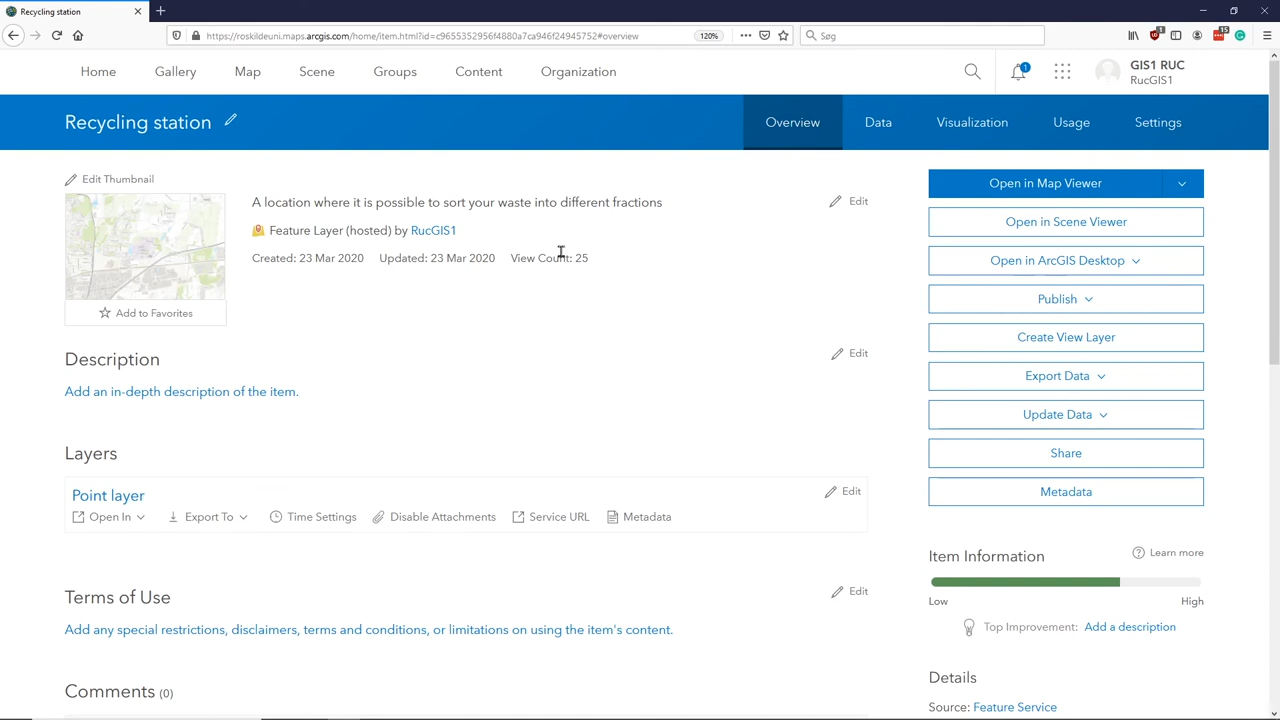 Recycling station
https://roskildeuni.maps.arcgis.com/home/item.html?id=c9655352956f4880a7ca946f24945752#overview
120%
Søg
1
15
Home
Gallery
Map
Scene
Groups
Content
Organization
1
GIS1 RUC
RucGIS1
Recycling station
Overview
Data
Visualization
Usage
Settings
Edit Thumbnail
A location where it is possible to sort your waste into different fractions
Edit
Feature Layer (hosted) by RucGIS1
Created: 23 Mar 2020 Updated: 23 Mar 2020 View Count: 25
Add to Favorites
Open in Map Viewer
Open in Scene Viewer
Open in ArcGIS Desktop
Publish
Create View Layer
Export Data
Update Data
Share
Metadata
Description
Edit
Add an in-depth description of the item.
Layers
Point layer
Edit
Open In
Export To
Time Settings
Disable Attachments
Service URL
Metadata
Terms of Use
Edit
Add any special restrictions, disclaimers, terms and conditions, or limitations on using the item's content.
Comments (0)
Item Information
Learn more
Low
High
Top Improvement: Add a description
Details
Source: Feature Service